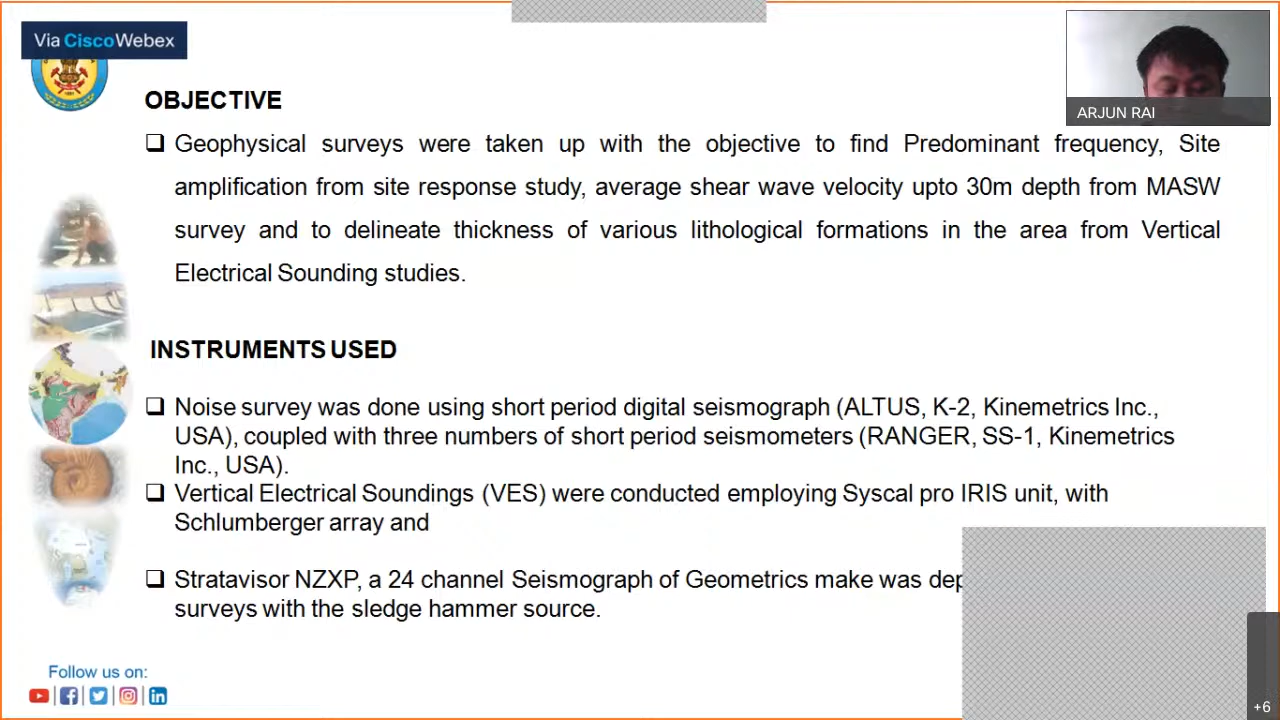 Via Cisco Webex
ARJUN RAI
OBJECTIVE
Geophysical surveys were taken up with the objective to find Predominant frequency, Site
amplification from site response study, average shear wave velocity upto 30m depth from MASW
survey and to delineate thickness of various lithological formations in the area from Vertical
Electrical Sounding studies.
INSTRUMENTS USED
Noise survey was done using short period digital seismograph (ALTUS, K-2, Kinemetrics Inc.,
USA), coupled with three numbers of short period seismometers (RANGER, SS-1, Kinemetrics
Inc., USA).
Vertical Electrical Soundings (VES) were conducted employing Syscal pro IRIS unit, with
Schlumberger array and
Stratavisor NZXP, a 24 channel Seismograph of Geometrics make was
surveys with the sledge hammer source.
Follow us on:
+6